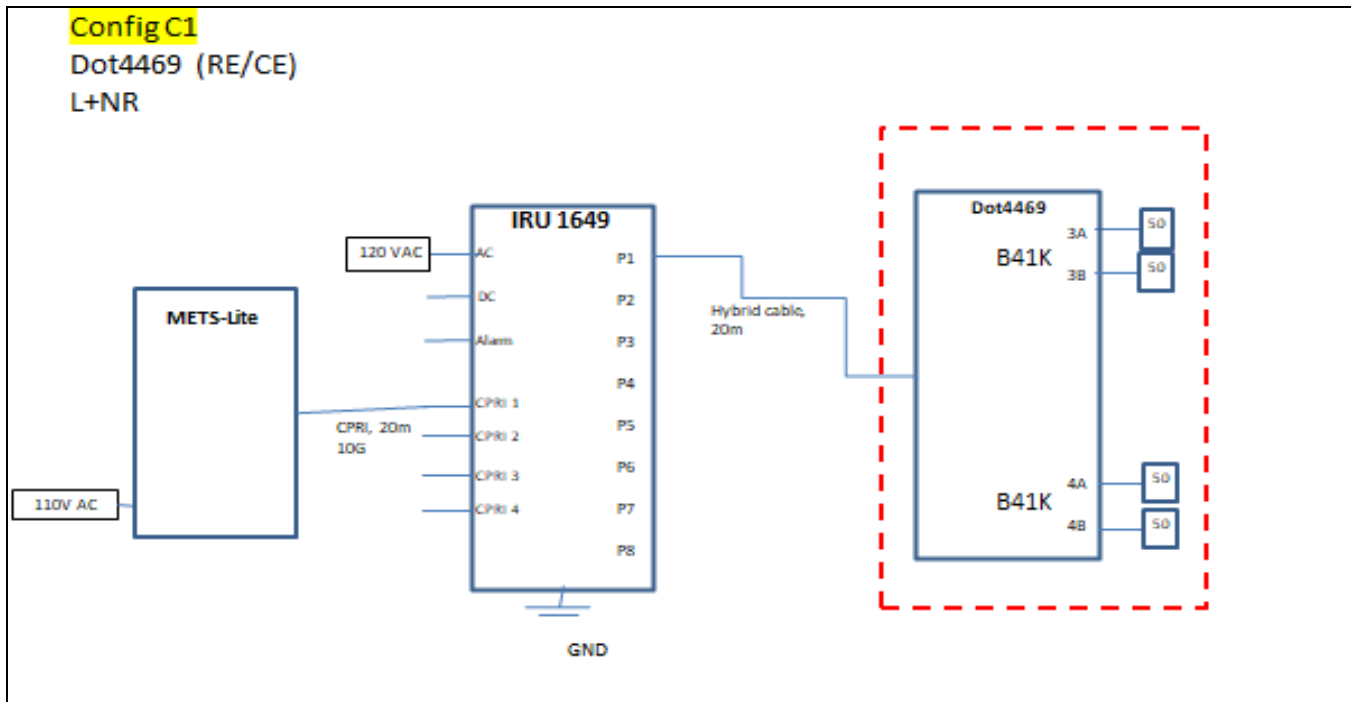 Config C1
Dot4469 (RE/CE)
L+NR
METS-Lite
110V AC
CPRI, 20m
10G
120 VAC
IRU 1649
AC
DC
Alarm
CPRI 1
CPRI 2
CPRI 3
CPRI 4
P1
P2
P3
P4
P5
P6
P7
P8
GND
Hybrid cable,
20m
Dot4469
B41K
3A
50
3B
50
B41K
4A
50
4B
50